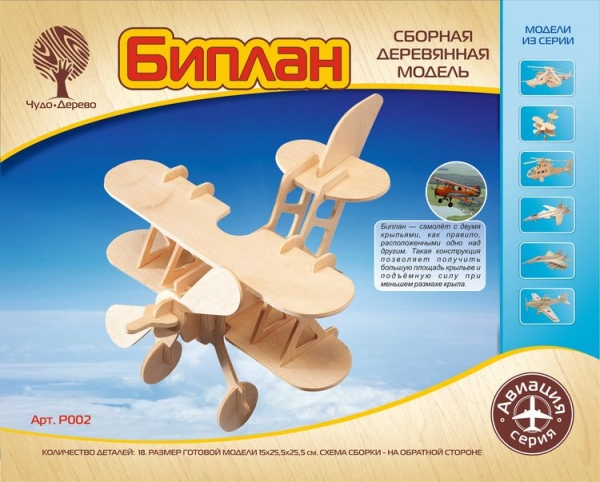 Чудо-Дерево
Биплан
СБОРНАЯ
ДЕРЕВЯННАЯ
МОДЕЛЬ
МОДЕЛИ
ИЗ СЕРИИ
Биплан — самолёт с двумя
крыльями, как правило,
расположенными одно над
другим. Такая конструкция
позволяет получить
большую площадь крыльев и
подъёмную силу при
меньшем размахе крыла.
Арт. P002
Авиация
серия
КОЛИЧЕСТВО ДЕТАЛЕЙ: 18. РАЗМЕР ГОТОВОЙ МОДЕЛИ 15х25,5х25,5 см. СХЕМА СБОРКИ - НА ОБРАТНОЙ СТОРОНЕ